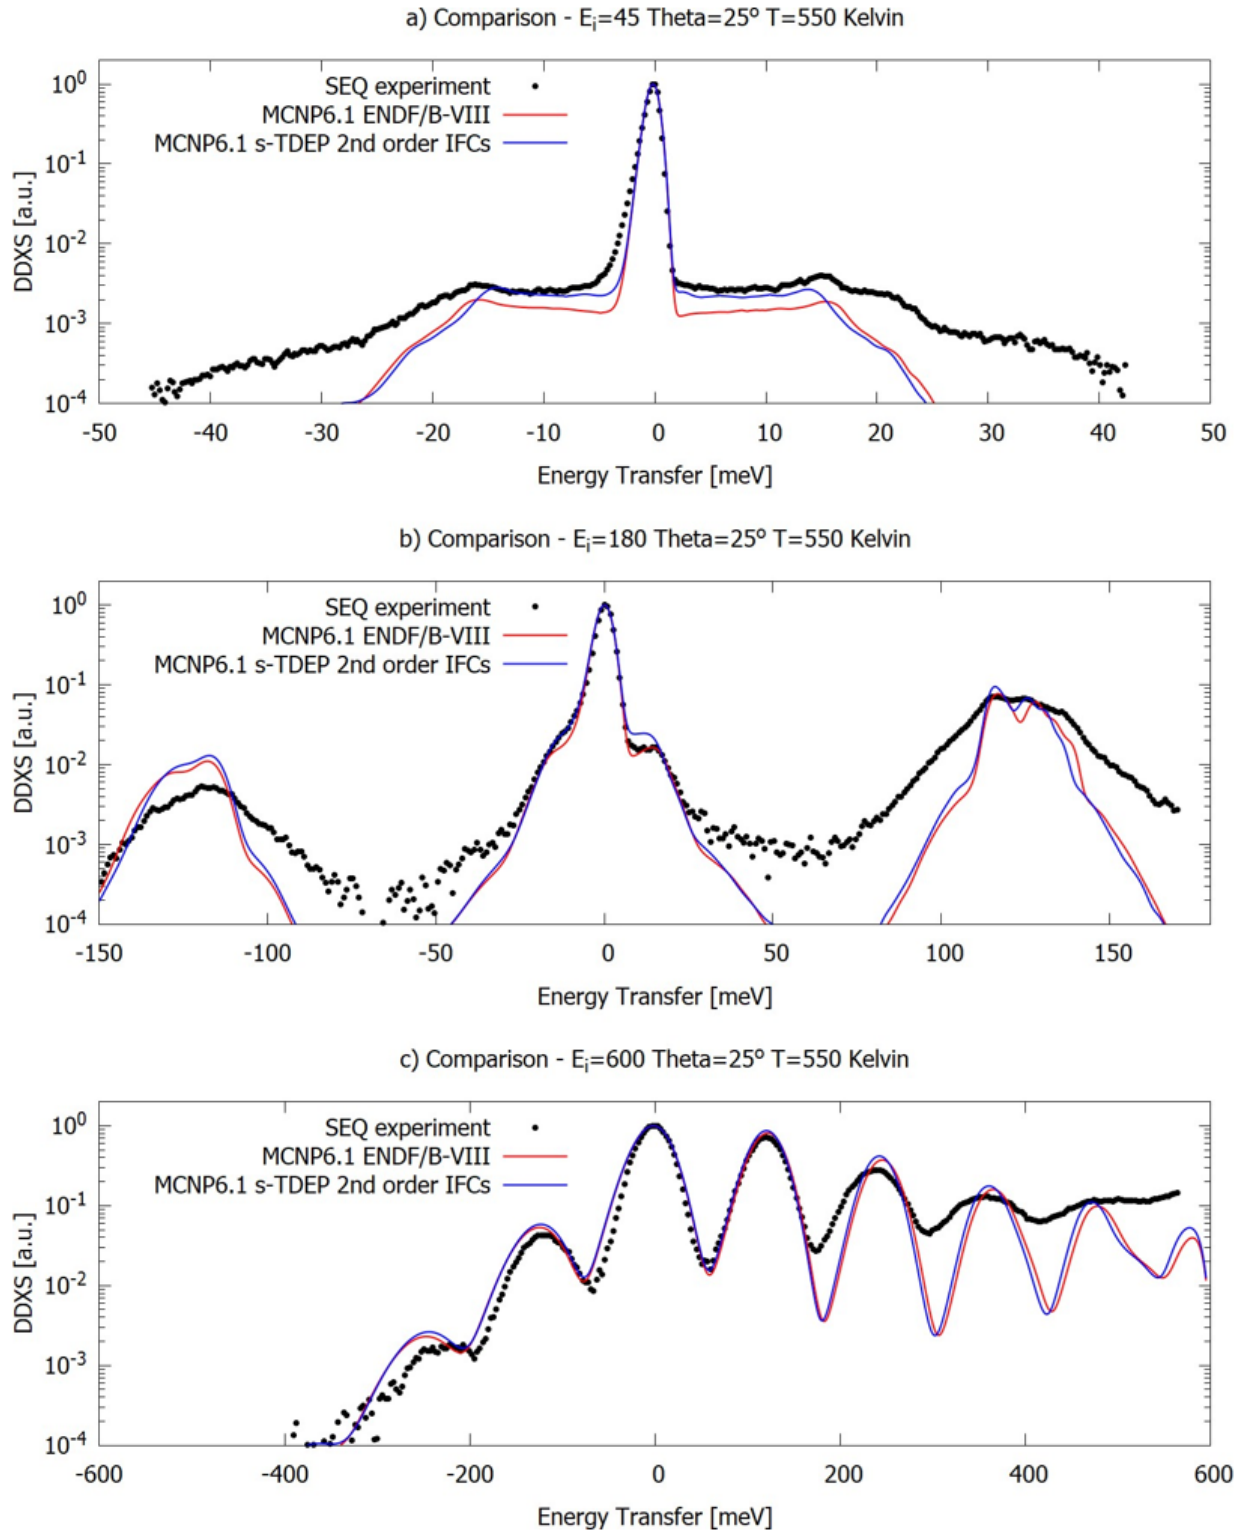 a) Comparison - Ei=45 Theta=25º T=550 Kelvin
SEQ experiment
MCNP6.1 ENDF/B-VIII
MCNP6.1 s-TDEP 2nd order IFCs
DDXS [a.u.]
10^0
10^-1
10^-2
10^-3
10^-4
-50 -40 -30 -20 -10 0 10 20 30 40 50
Energy Transfer [meV]
b) Comparison - Ei=180 Theta=25º T=550 Kelvin
SEQ experiment
MCNP6.1 ENDF/B-VIII
MCNP6.1 s-TDEP 2nd order IFCs
DDXS [a.u.]
10^0
10^-1
10^-2
10^-3
10^-4
-150 -100 -50 0 50 100 150
Energy Transfer [meV]
c) Comparison - Ei=600 Theta=25º T=550 Kelvin
SEQ experiment
MCNP6.1 ENDF/B-VIII
MCNP6.1 s-TDEP 2nd order IFCs
DDXS [a.u.]
10^0
10^-1
10^-2
10^-3
10^-4
-600 -400 -200 0 200 400 600
Energy Transfer [meV]